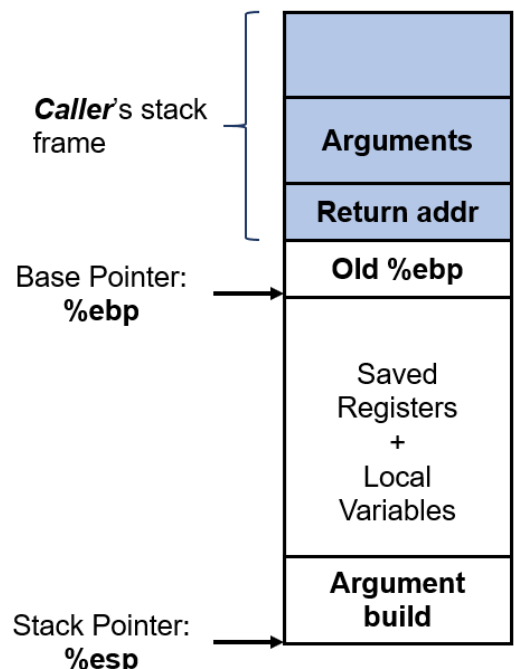 Caller's stack
frame
Arguments
Return addr
Old %ebp
Base Pointer:
%ebp
Saved
Registers
+
Local
Variables
Argument
build
Stack Pointer:
%esp